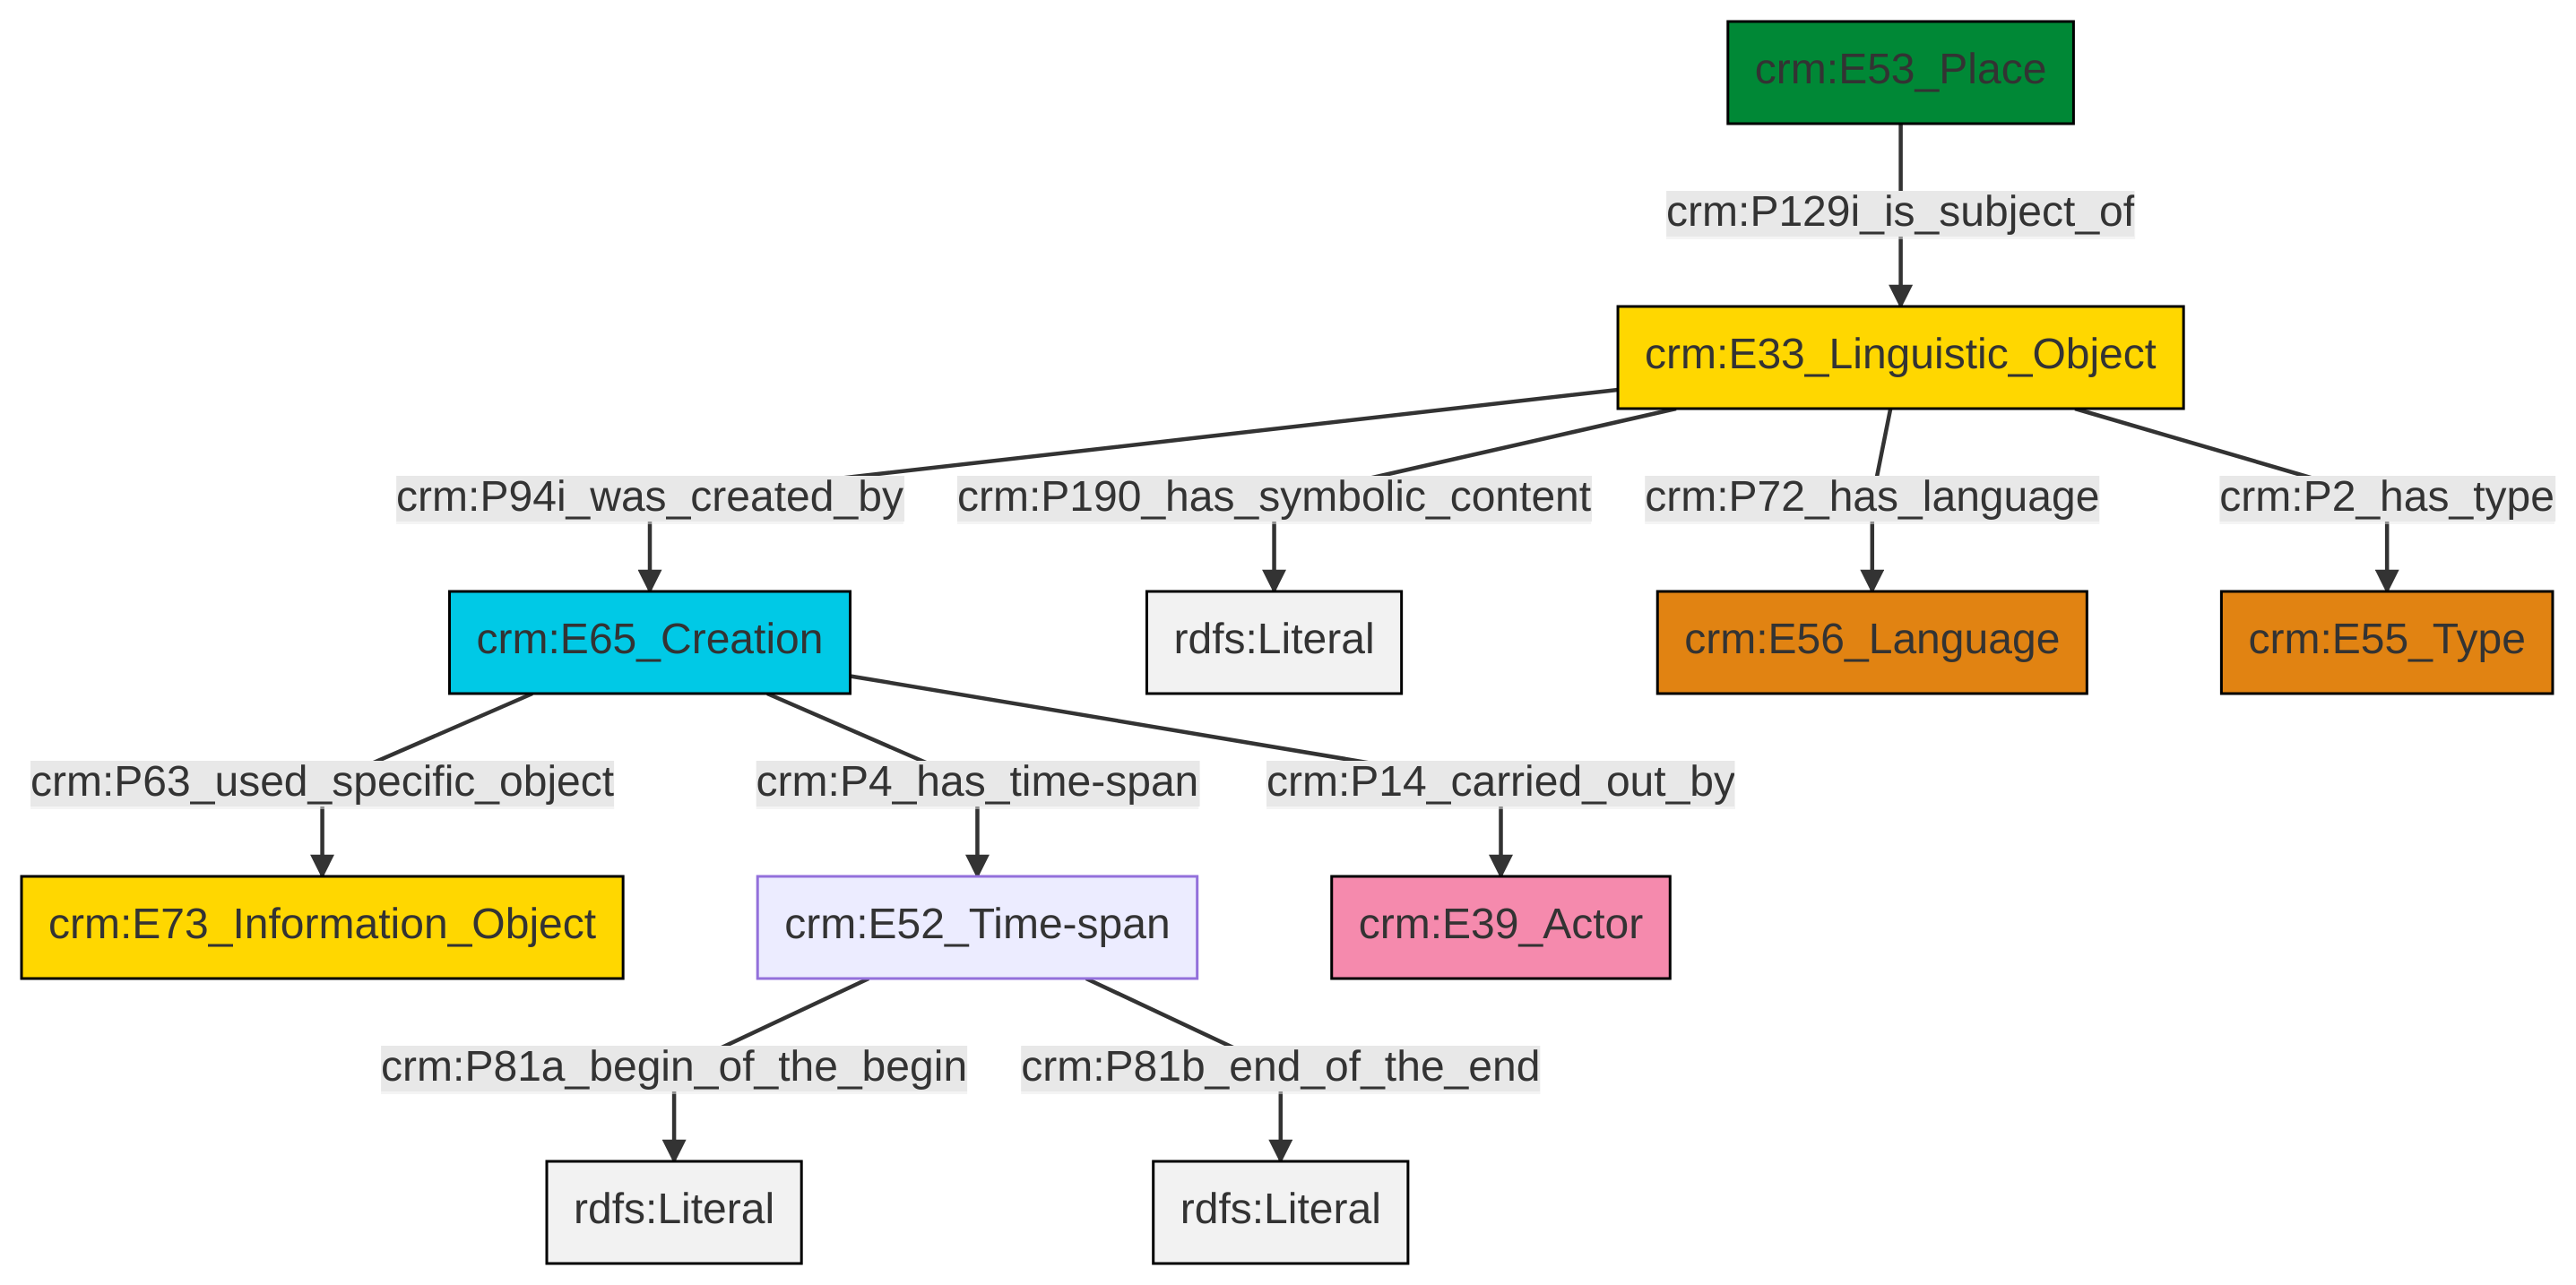 crm:E53_Place
crm:P129i_is_subject_of
crm:E33_Linguistic_Object
crm:P94i_was_created_by
crm:P190_has_symbolic_content
crm:P72_has_language
crm:P2_has_type
crm:E65_Creation
rdfs:Literal
crm:E56_Language
crm:E55_Type
crm:P63_used_specific_object
crm:P4_has_time-span
crm:P14_carried_out_by
crm:E73_Information_Object
crm:E52_Time-span
crm:E39_Actor
crm:P81a_begin_of_the_begin
crm:P81b_end_of_the_end
rdfs:Literal
rdfs:Literal